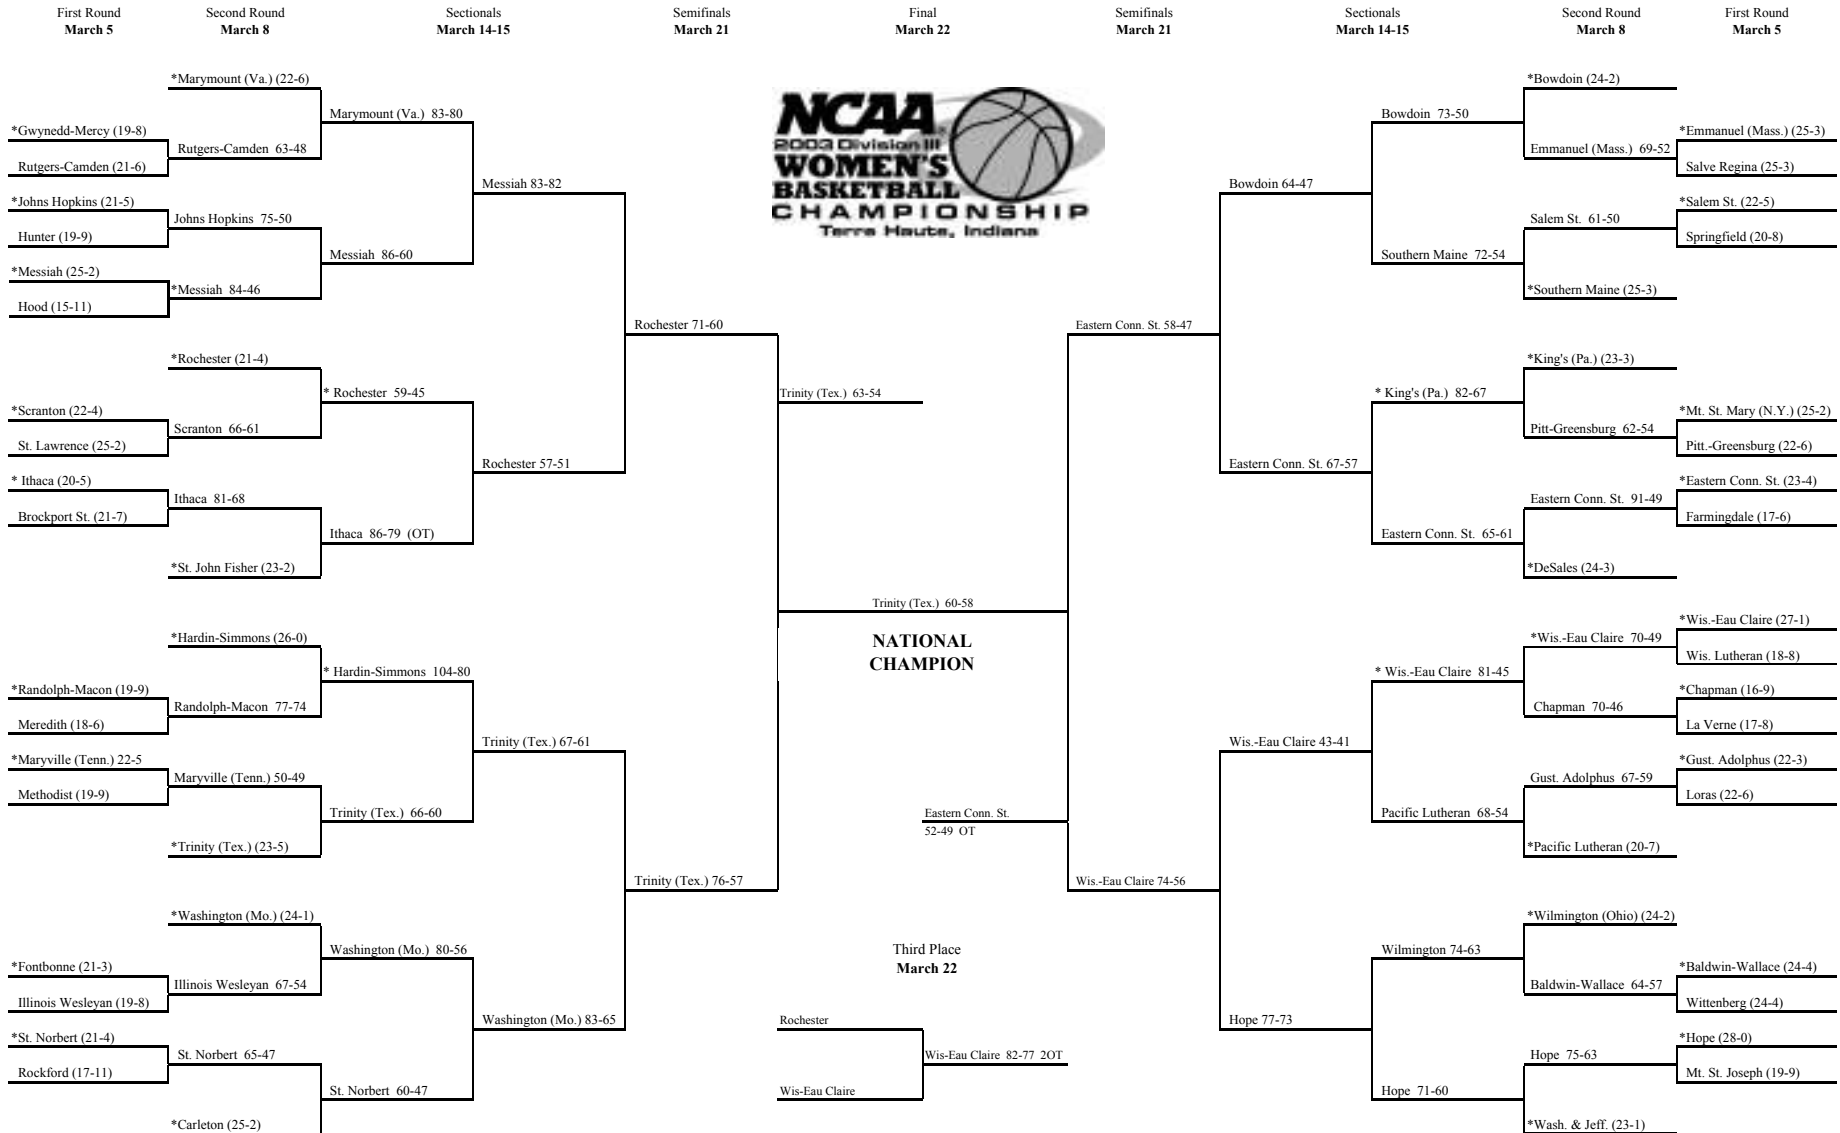 First Round Second Round Sectionals Semifinals Final Semifinals Sectionals Second Round First Round
March 5 March 8 March 14-15 March 21 March 22 March 21 March 14-15 March 8 March 5
*Marymount (Va.) (22-6)
*Gwynedd-Mercy (19-8)
Rutgers-Camden (21-6)
Rutgers-Camden 63-48
Marymount (Va.) 83-80
*Johns Hopkins (21-5)
Hunter (19-9)
Johns Hopkins 75-50
*Messiah (25-2)
Hood (15-11)
*Messiah 84-46
Messiah 86-60
Messiah 83-82
*Rochester (21-4)
*Scranton (22-4)
St. Lawrence (25-2)
Scranton 66-61
* Rochester 59-45
* Ithaca (20-5)
Brockport St. (21-7)
Ithaca 81-68
*St. John Fisher (23-2)
Ithaca 86-79 (OT)
Rochester 57-51
Rochester 71-60
*Hardin-Simmons (26-0)
*Randolph-Macon (19-9)
Meredith (18-6)
Randolph-Macon 77-74
* Hardin-Simmons 104-80
*Maryville (Tenn.) 22-5
Methodist (19-9)
Maryville (Tenn.) 50-49
*Trinity (Tex.) (23-5)
Trinity (Tex.) 66-60
Trinity (Tex.) 67-61
*Washington (Mo.) (24-1)
*Fontbonne (21-3)
Illinois Wesleyan (19-8)
Illinois Wesleyan 67-54
Washington (Mo.) 80-56
*St. Norbert (21-4)
Rockford (17-11)
St. Norbert 65-47
*Carleton (25-2)
St. Norbert 60-47
Washington (Mo.) 83-65
Trinity (Tex.) 76-57
Trinity (Tex.) 63-54
NCAA
2003 Division III
WOMEN'S
BASKETBALL
CHAMPIONSHIP
Terre Haute, Indiana
Trinity (Tex.) 60-58
NATIONAL
CHAMPION
Eastern Conn. St.
52-49 OT
Third Place
March 22
Rochester
Wis-Eau Claire
Wis-Eau Claire 82-77 2OT
Eastern Conn. St. 58-47
Bowdoin 64-47
Bowdoin 73-50
*Bowdoin (24-2)
Emmanuel (Mass.) 69-52
*Emmanuel (Mass.) (25-3)
Salve Regina (25-3)
Southern Maine 72-54
Salem St. 61-50
*Salem St. (22-5)
Springfield (20-8)
*Southern Maine (25-3)
Eastern Conn. St. 67-57
* King's (Pa.) 82-67
*King's (Pa.) (23-3)
Pitt-Greensburg 62-54
*Mt. St. Mary (N.Y.) (25-2)
Pitt.-Greensburg (22-6)
Eastern Conn. St. 65-61
Eastern Conn. St. 91-49
*Eastern Conn. St. (23-4)
Farmingdale (17-6)
*DeSales (24-3)
Wis.-Eau Claire 74-56
Wis.-Eau Claire 43-41
* Wis.-Eau Claire 81-45
*Wis.-Eau Claire 70-49
*Wis.-Eau Claire (27-1)
Wis. Lutheran (18-8)
Chapman 70-46
*Chapman (16-9)
La Verne (17-8)
Pacific Lutheran 68-54
Gust. Adolphus 67-59
*Gust. Adolphus (22-3)
Loras (22-6)
*Pacific Lutheran (20-7)
Hope 77-73
Wilmington 74-63
*Wilmington (Ohio) (24-2)
Baldwin-Wallace 64-57
*Baldwin-Wallace (24-4)
Wittenberg (24-4)
Hope 71-60
Hope 75-63
*Hope (28-0)
Mt. St. Joseph (19-9)
*Wash. & Jeff. (23-1)